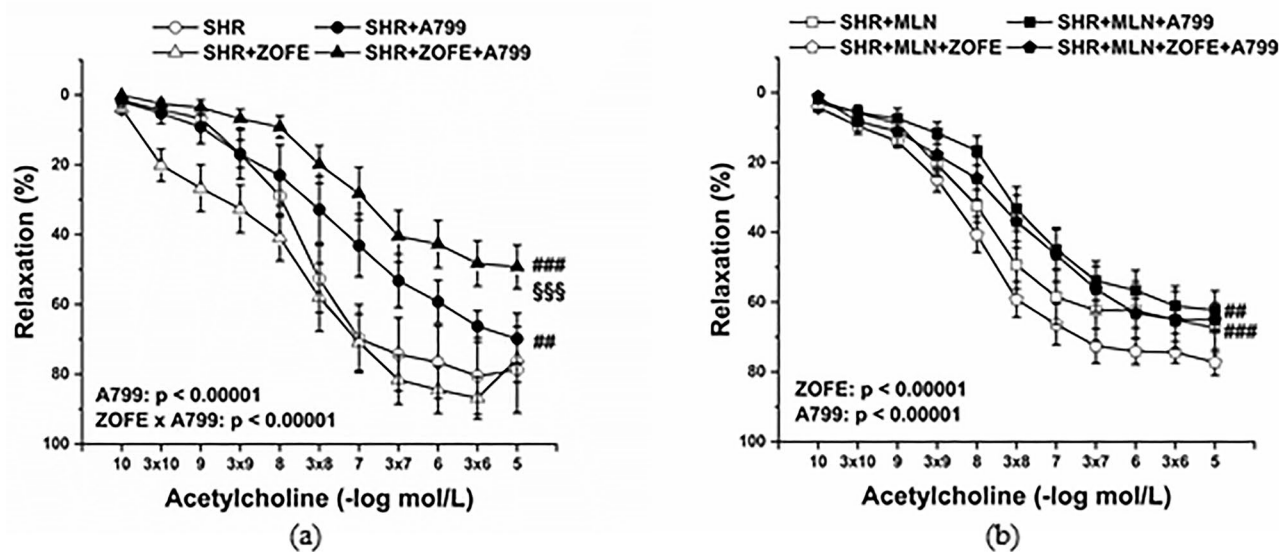 SHR SHR+A799
SHR+ZOFE SHR+ZOFE+A799
Relaxation (%)
0
20
40
60
80
100
###
§§§
##
A799: p < 0.00001
ZOFE x A799: p < 0.00001
10 3x10 9 3x9 8 3x8 7 3x7 6 3x6 5
Acetylcholine (-log mol/L)
(a)
SHR+MLN SHR+MLN+A799
SHR+MLN+ZOFE SHR+MLN+ZOFE+A799
Relaxation (%)
0
20
40
60
80
100
##
###
ZOFE: p < 0.00001
A799: p < 0.00001
10 3x10 9 3x9 8 3x8 7 3x7 6 3x6 5
Acetylcholine (-log mol/L)
(b)